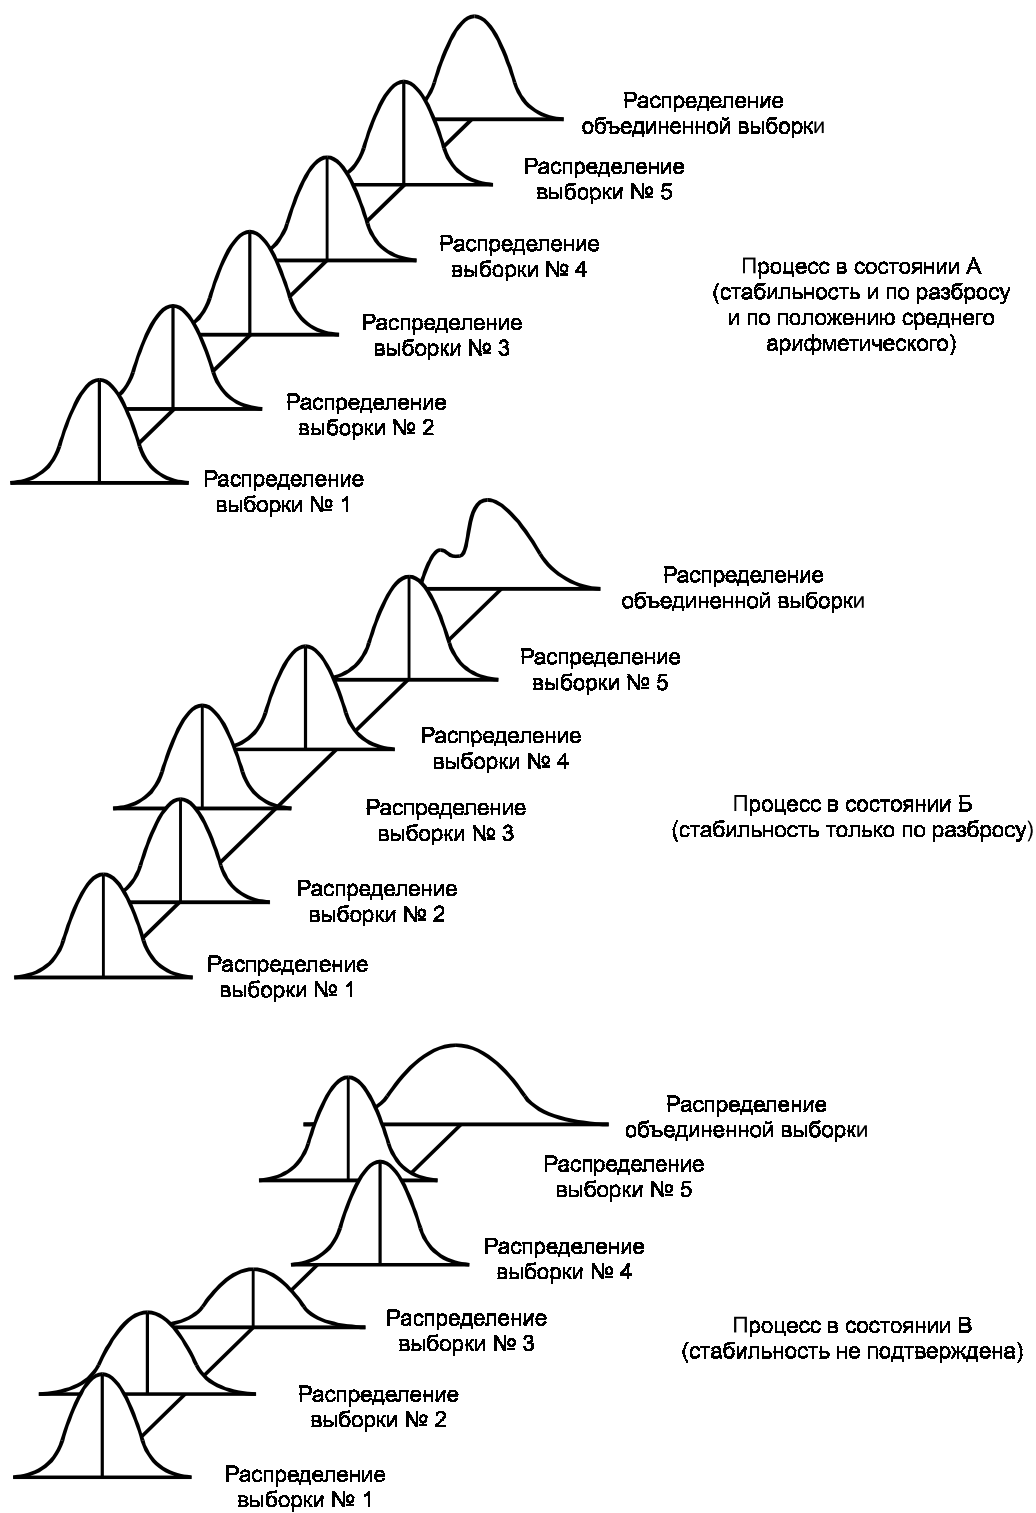 Распределение
объединенной выборки
Распределение
выборки № 5
Распределение
выборки № 4
Процесс в состоянии А
(стабильность и по разбросу
и по положению среднего
арифметического)
Распределение
выборки № 3
Распределение
выборки № 2
Распределение
выборки № 1
Распределение
объединенной выборки
Распределение
выборки № 5
Распределение
выборки № 4
Распределение
выборки № 3
Процесс в состоянии Б
(стабильность только по разбросу)
Распределение
выборки № 2
Распределение
выборки № 1
Распределение
объединенной выборки
Распределение
выборки № 5
Распределение
выборки № 4
Распределение
выборки № 3
Процесс в состоянии В
(стабильность не подтверждена)
Распределение
выборки № 2
Распределение
выборки № 1